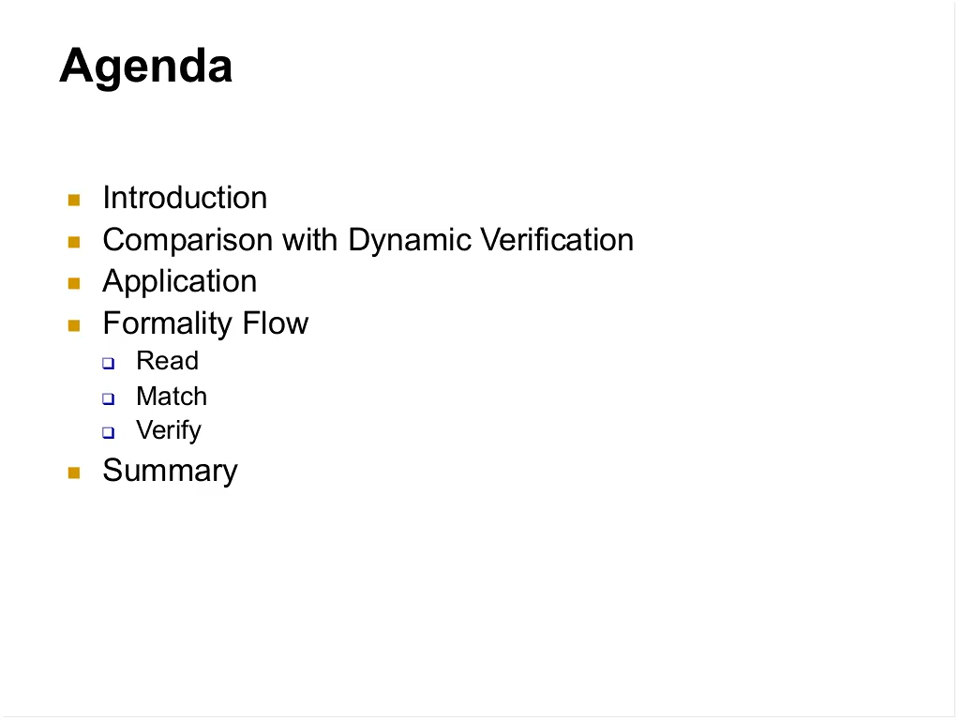 Agenda
Introduction
Comparison with Dynamic Verification
Application
Formality Flow
Read
Match
Verify
Summary